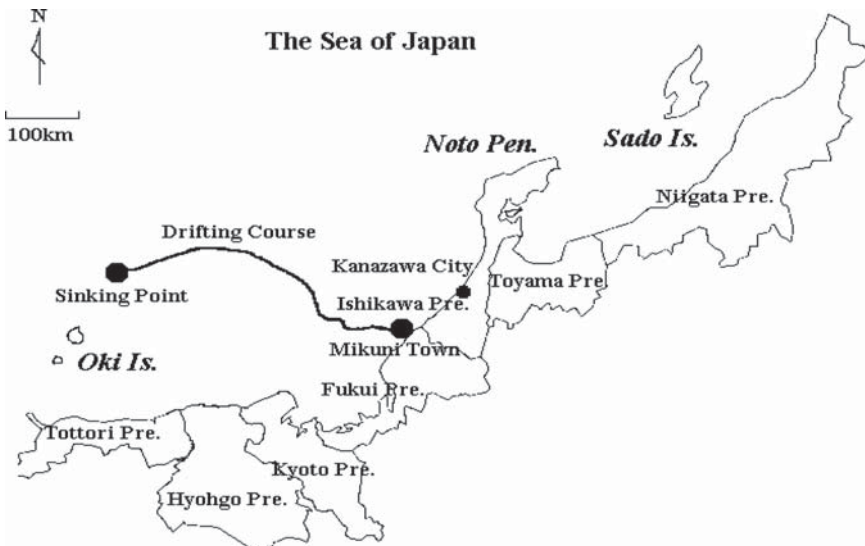 N
The Sea of Japan
100km
Noto Pen.
Sado Is.
Niigata Pre.
Drifting Course
Kanazawa City
Toyama Pre.
Sinking Point
Ishikawa Pre.
Mikuni Town
Oki Is.
Fukui Pre.
Tottori Pre.
Kyoto Pre.
Hyohgo Pre.